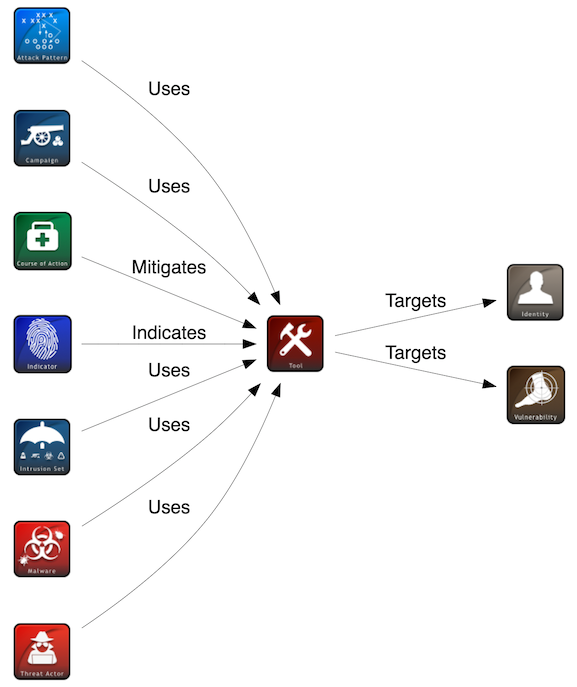 X X X
X X X X
X
Attack Pattern
Uses
Campaign
Uses
Course of Action
Mitigates
Indicator
Indicates
Uses
Intrusion Set
Uses
Malware
Uses
Threat Actor
Tool
Targets
Identity
Targets
Vulnerability